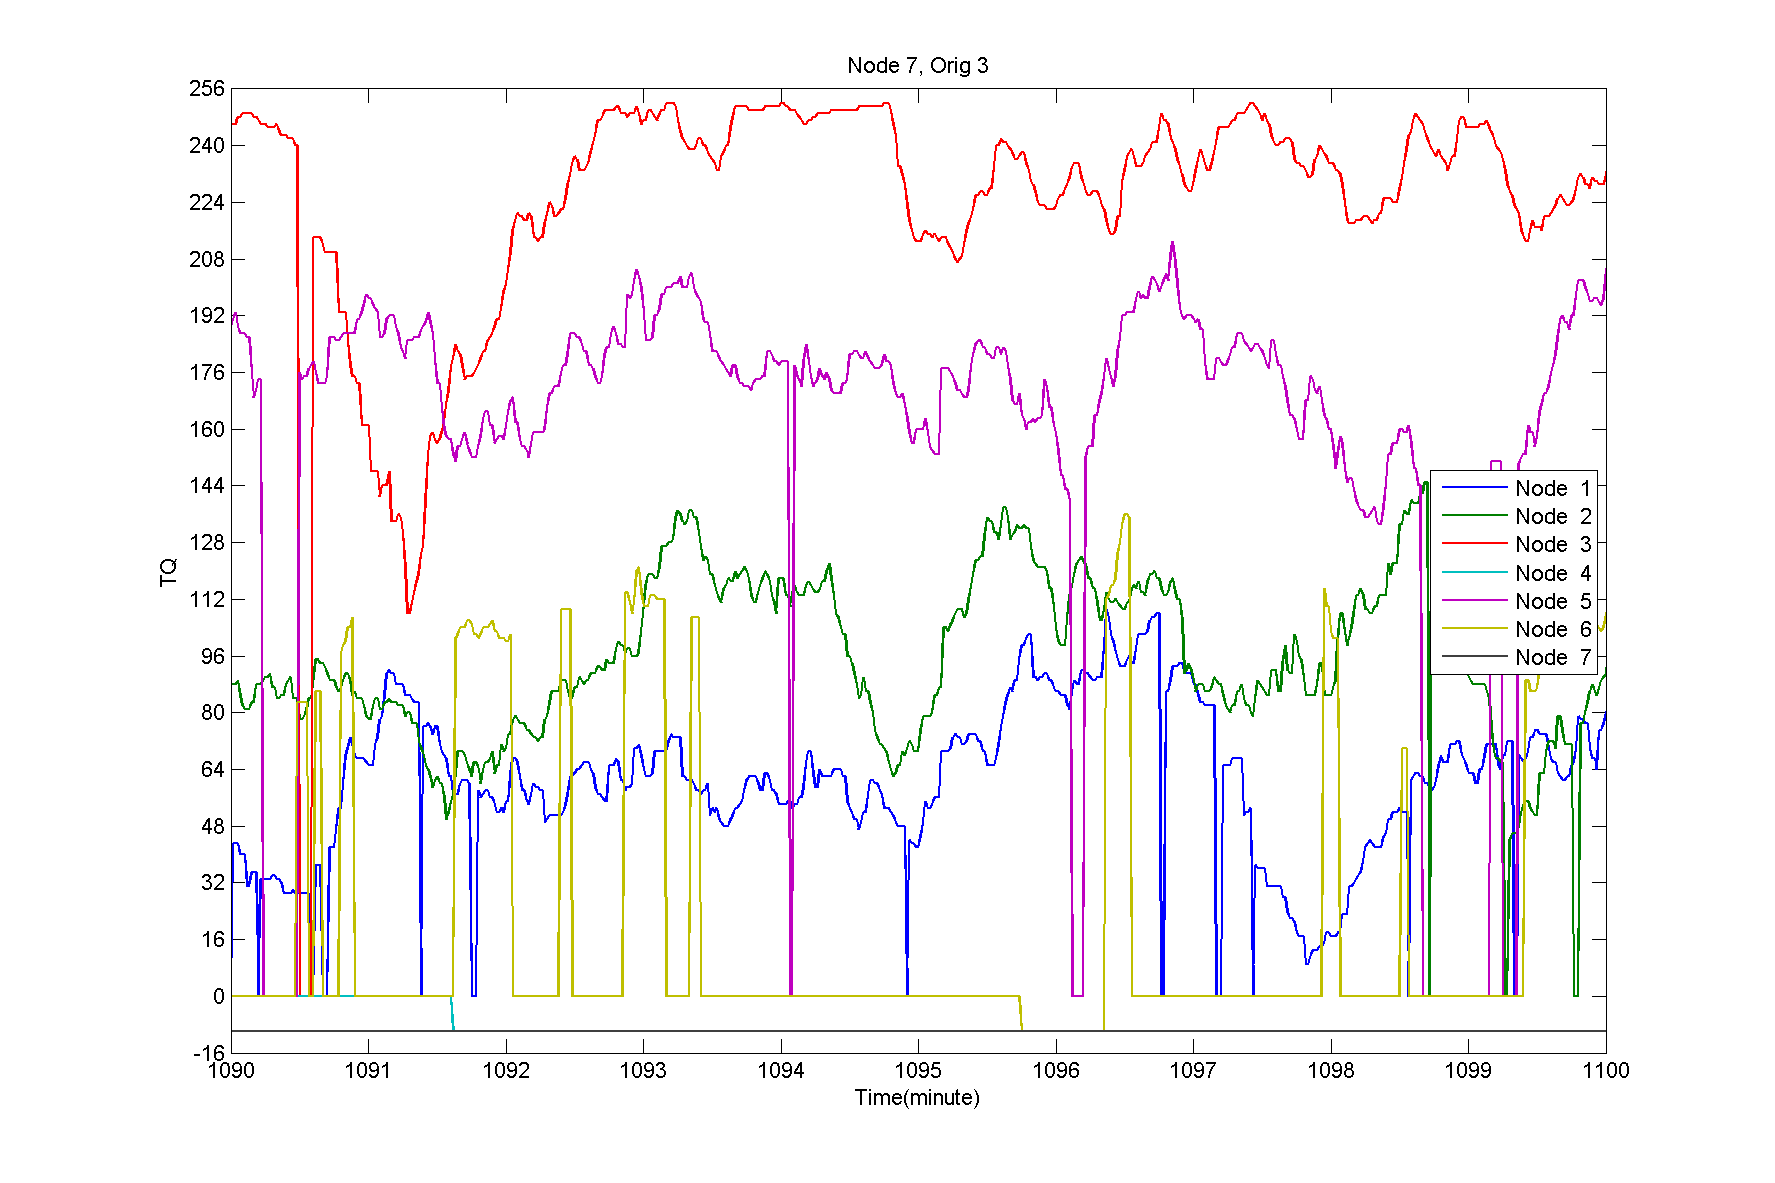 Node 7, Orig 3
256
240
224
208
192
176
160
144
128
112
96
80
64
48
32
16
0
-16
TQ
Node 1
Node 2
Node 3
Node 4
Node 5
Node 6
Node 7
1090 1091 1092 1093 1094 1095 1096 1097 1098 1099 1100
Time(minute)